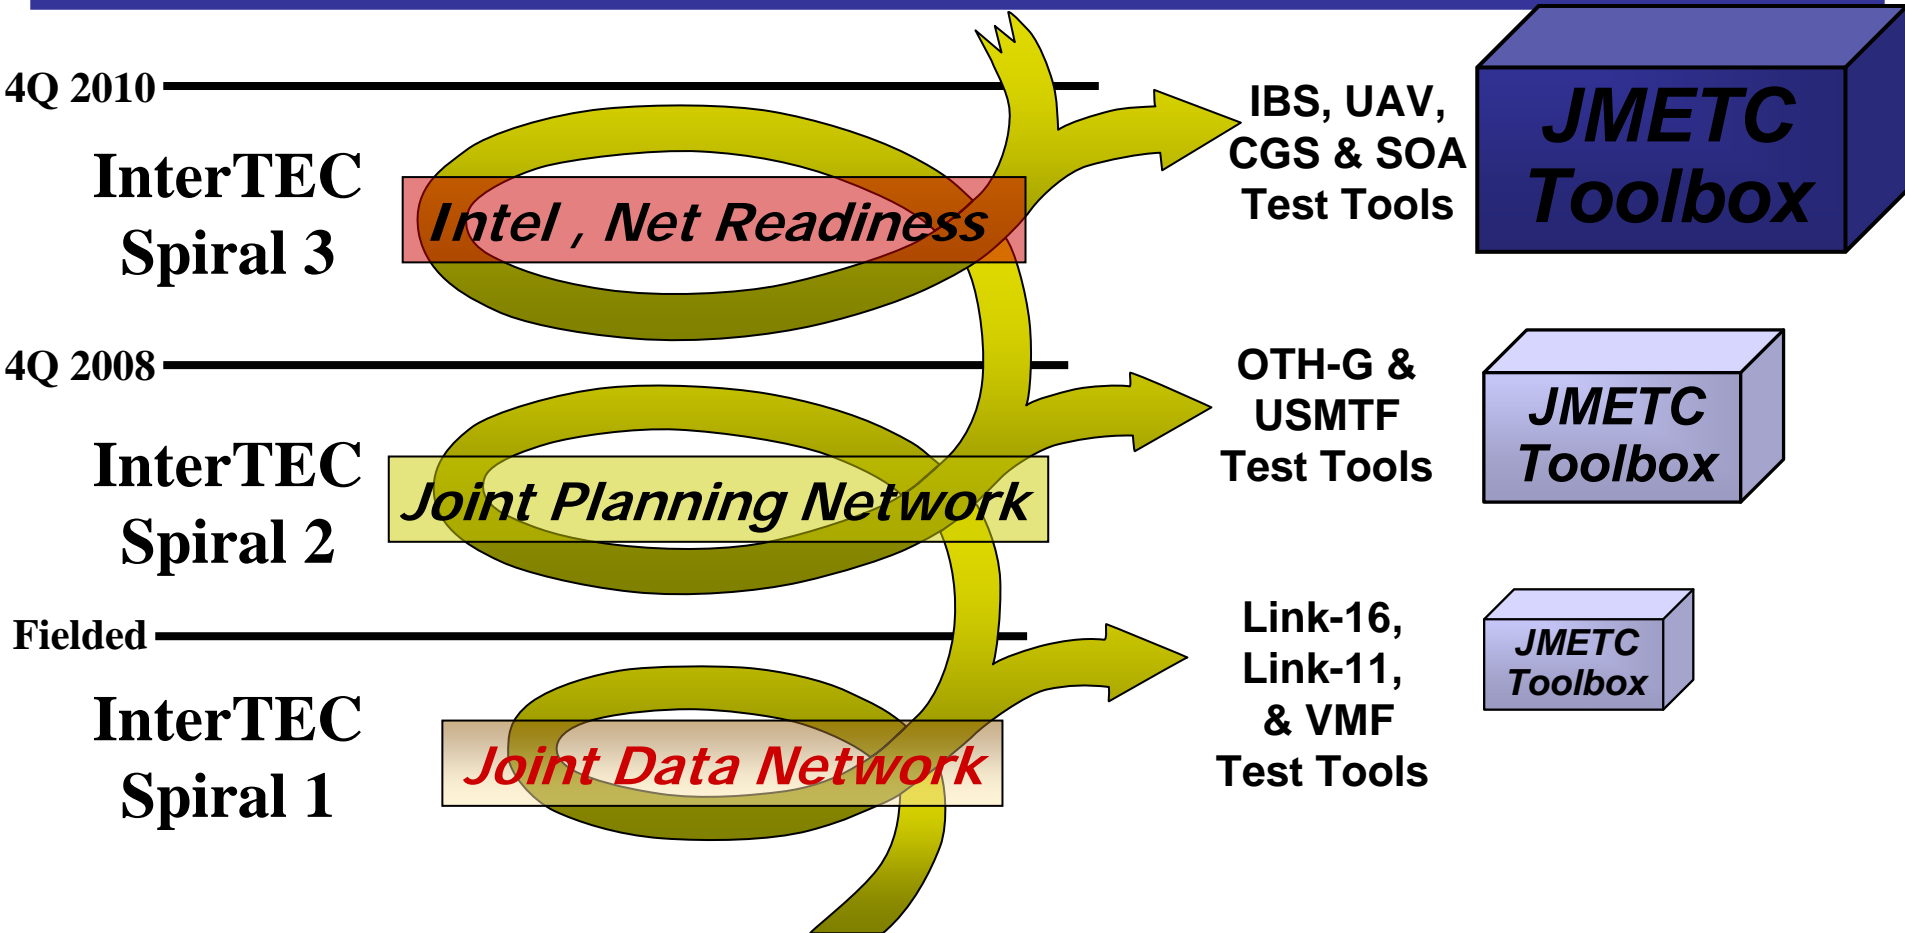 4Q 2010
InterTEC
Spiral 3
Intel , Net Readiness
IBS, UAV,
CGS & SOA
Test Tools
JMETC
Toolbox
4Q 2008
InterTEC
Spiral 2
Joint Planning Network
OTH-G &
USMTF
Test Tools
JMETC
Toolbox
Fielded
InterTEC
Spiral 1
Joint Data Network
Link-16,
Link-11,
& VMF
Test Tools
JMETC
Toolbox